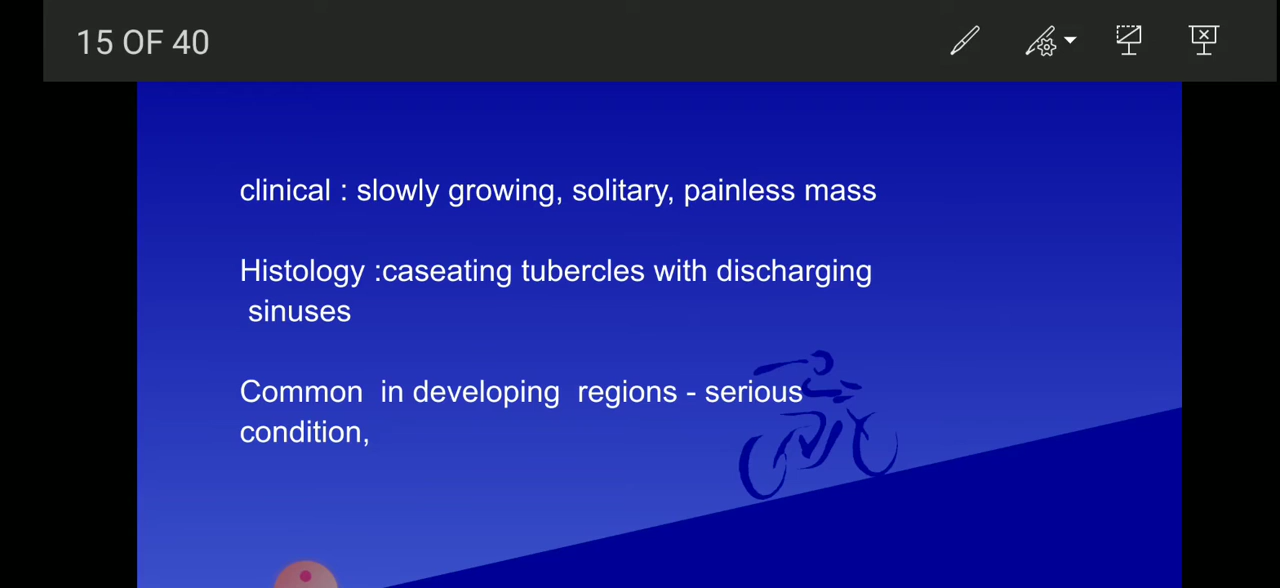 15 OF 40
clinical : slowly growing, solitary, painless mass
Histology :caseating tubercles with discharging
sinuses
Common  in developing  regions - serious
condition,